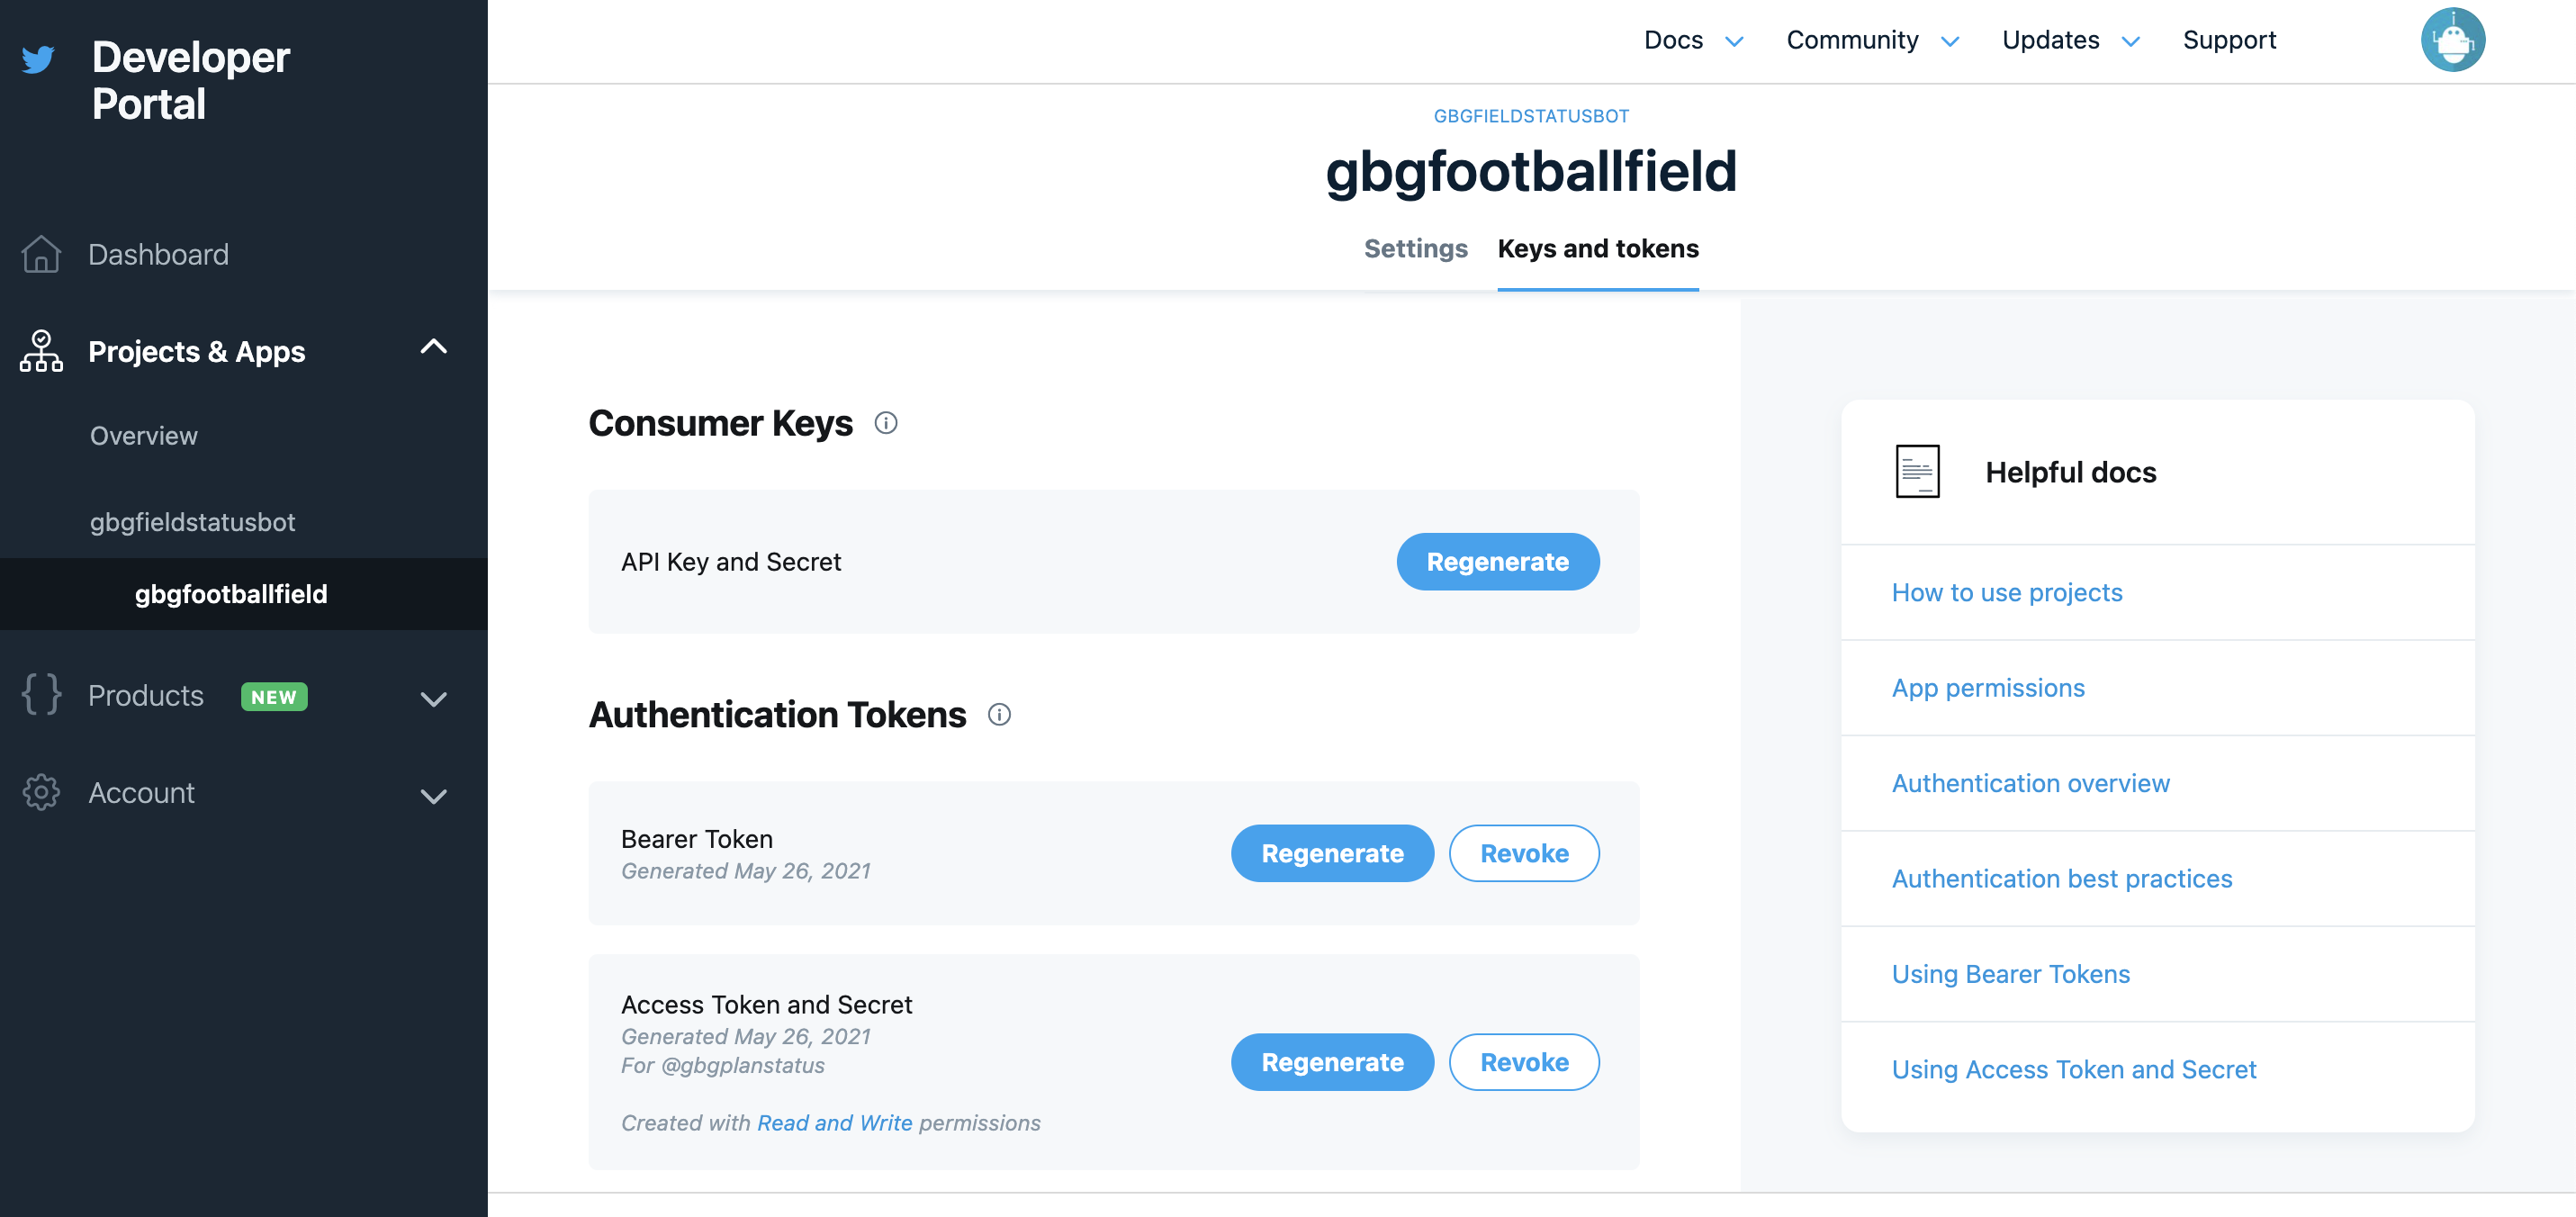 Developer
Portal
Dashboard
Projects & Apps
Overview
gbgfieldstatusbot
gbgfootballfield
Products NEW
Account
Docs Community Updates Support
GBGFIELDSTATUSBOT
gbgfootballfield
Settings Keys and tokens
Consumer Keys
API Key and Secret Regenerate
Authentication Tokens
Bearer Token
Generated May 26, 2021
Regenerate Revoke
Access Token and Secret
Generated May 26, 2021
For @gbgplanstatus
Regenerate Revoke
Created with Read and Write permissions
Helpful docs
How to use projects
App permissions
Authentication overview
Authentication best practices
Using Bearer Tokens
Using Access Token and Secret